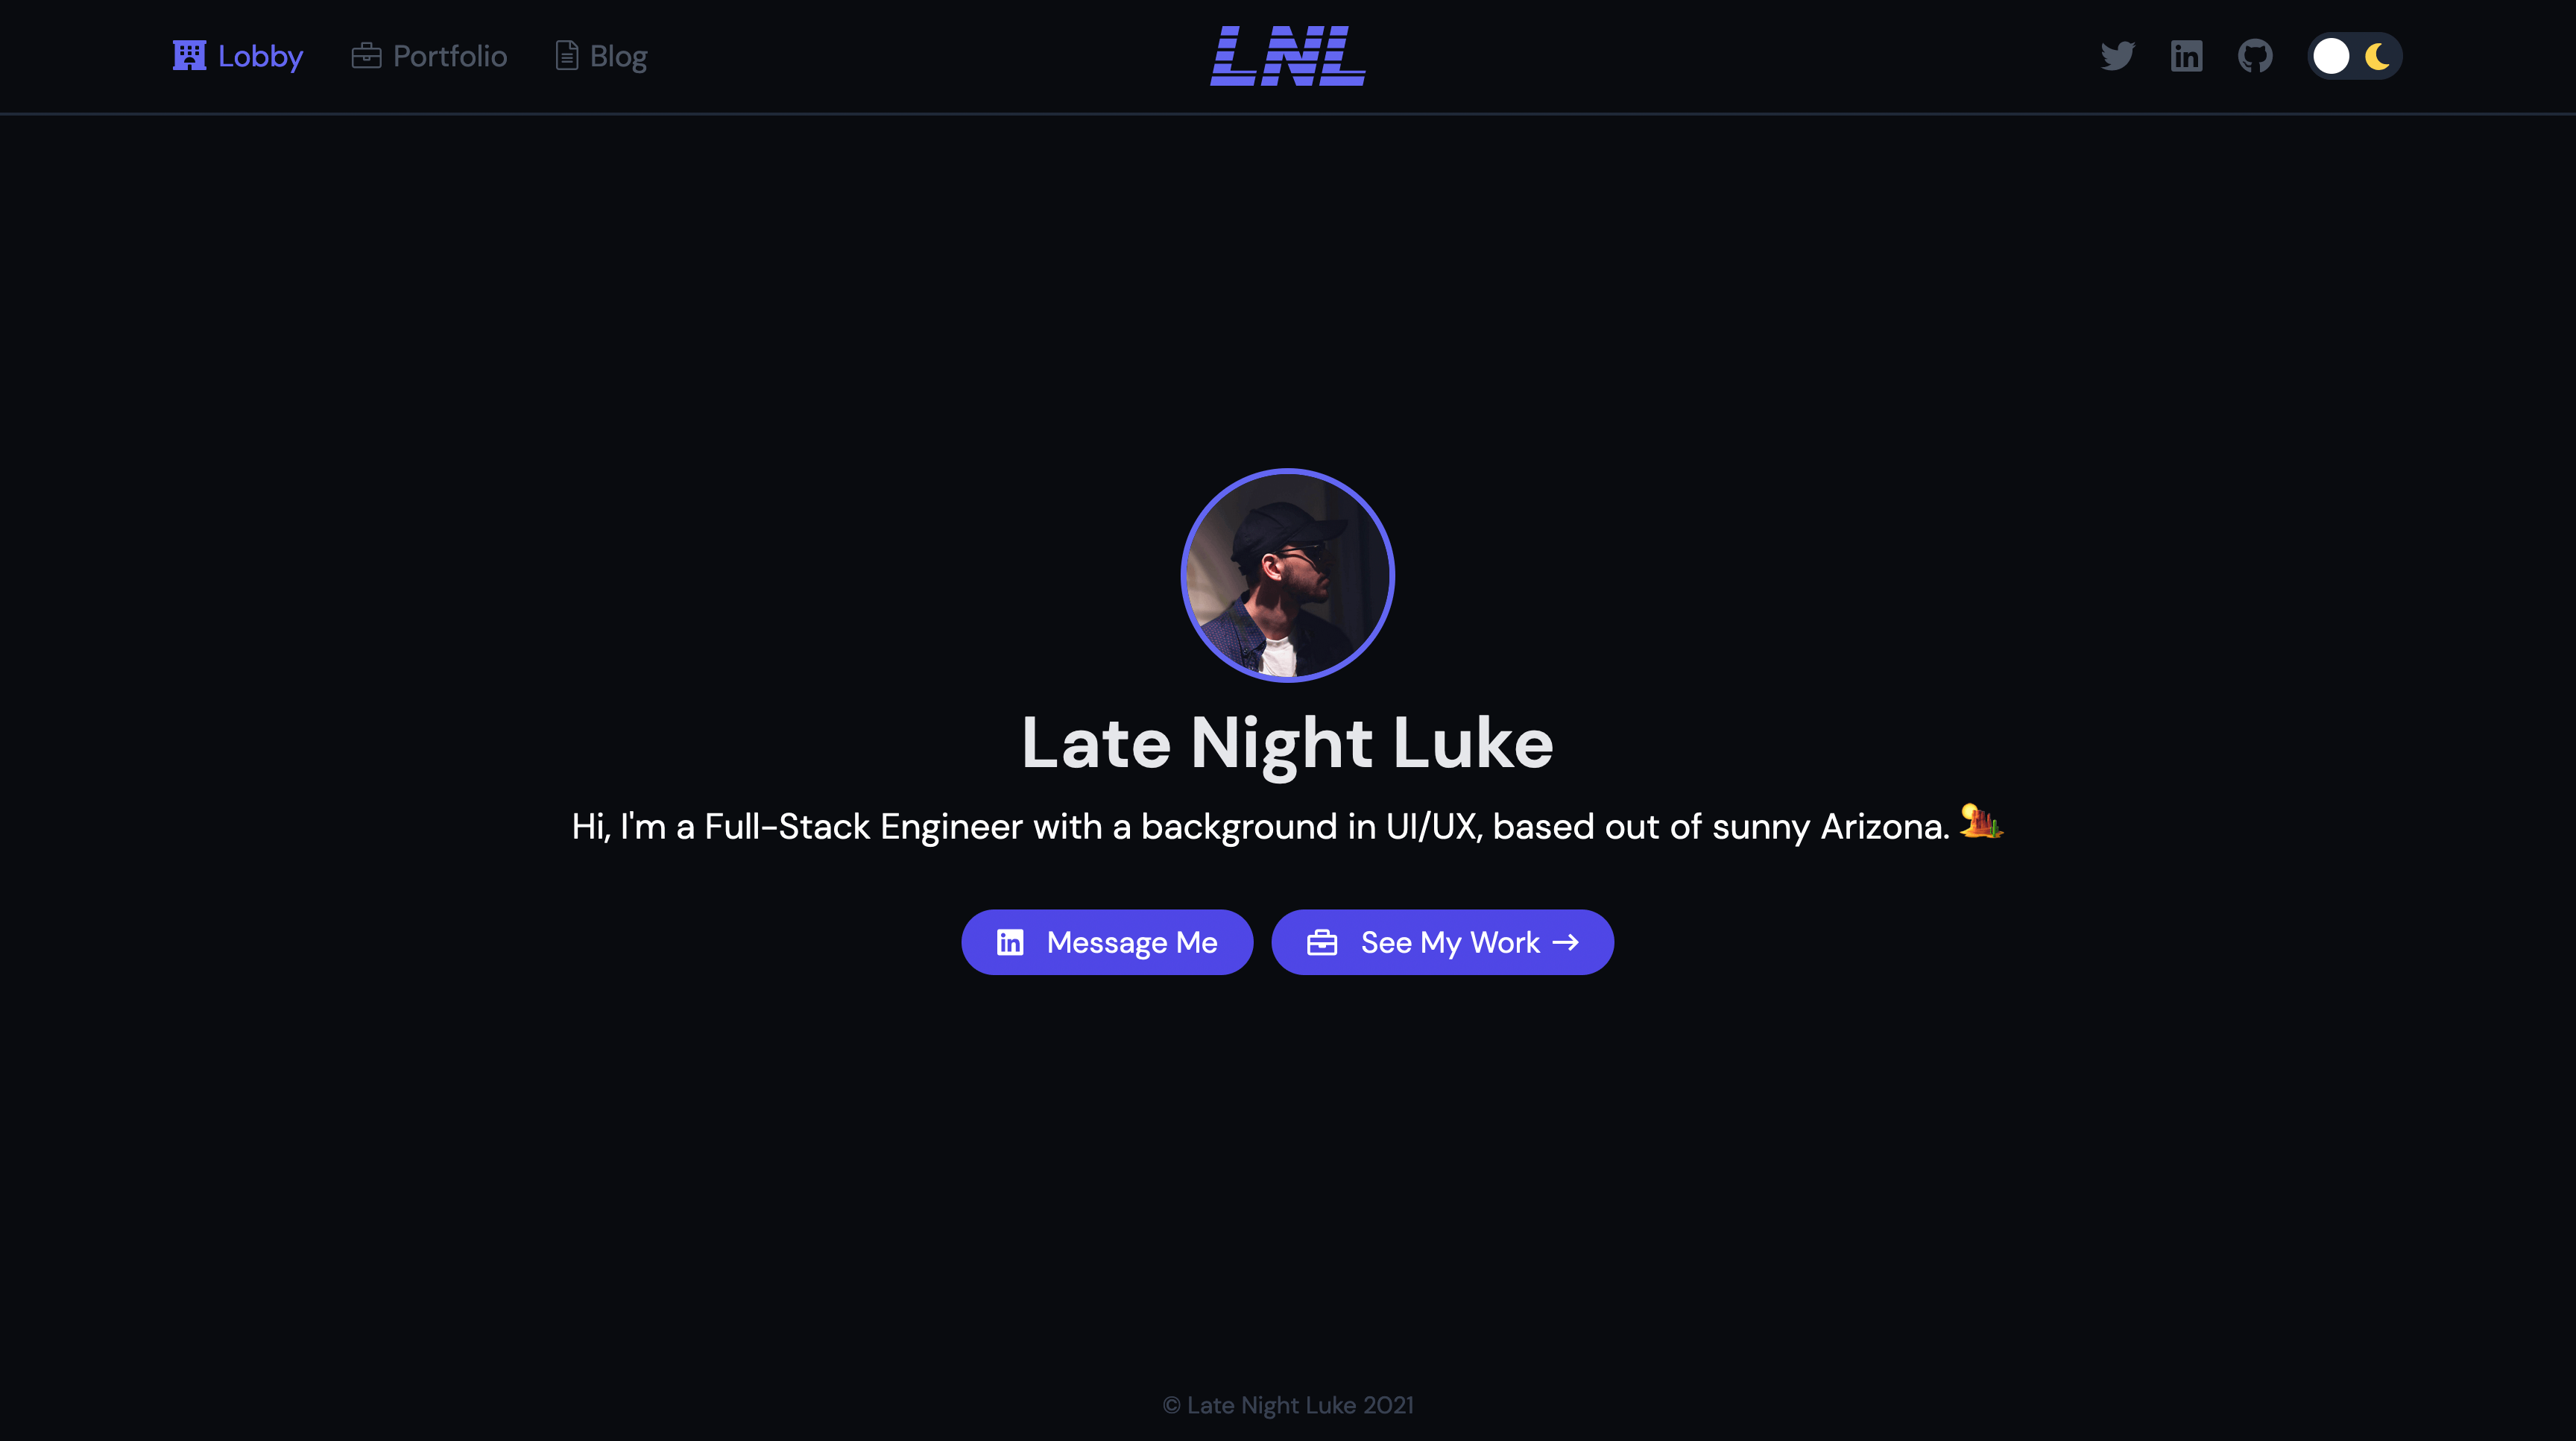 Lobby
Portfolio
Blog
LNL
Late Night Luke
Hi, I'm a Full-Stack Engineer with a background in UI/UX, based out of sunny Arizona. 🏜️
in Message Me
See My Work →
© Late Night Luke 2021